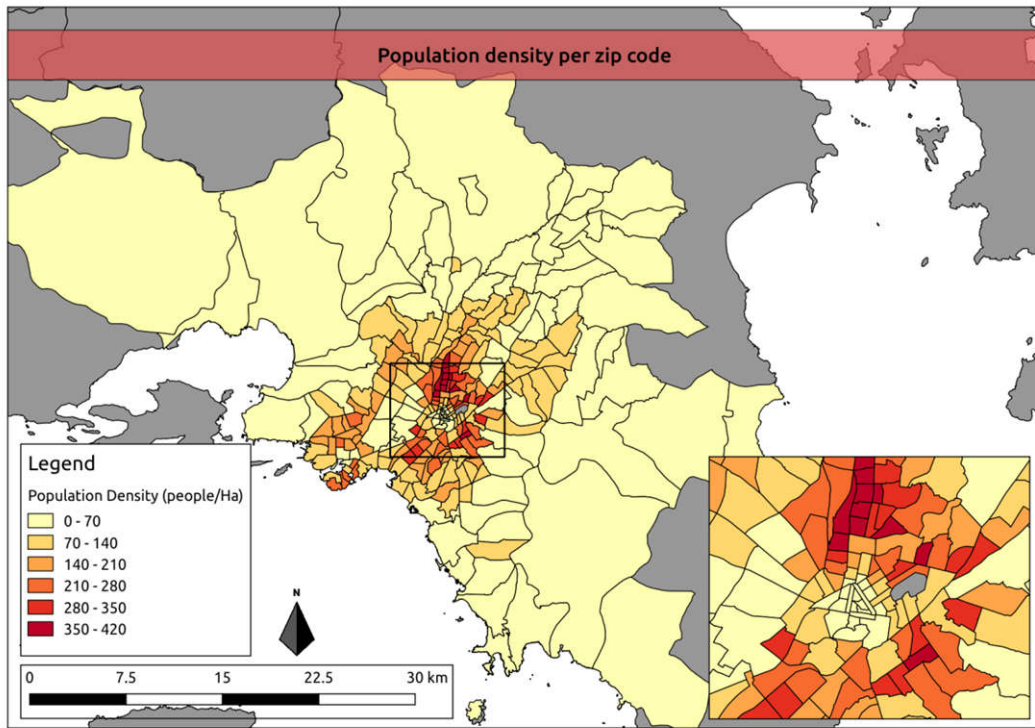 Population density per zip code
Legend
Population Density (people/Ha)
0 - 70
70 - 140
140 - 210
210 - 280
280 - 350
350 - 420
N
0 7.5 15 22.5 30 km